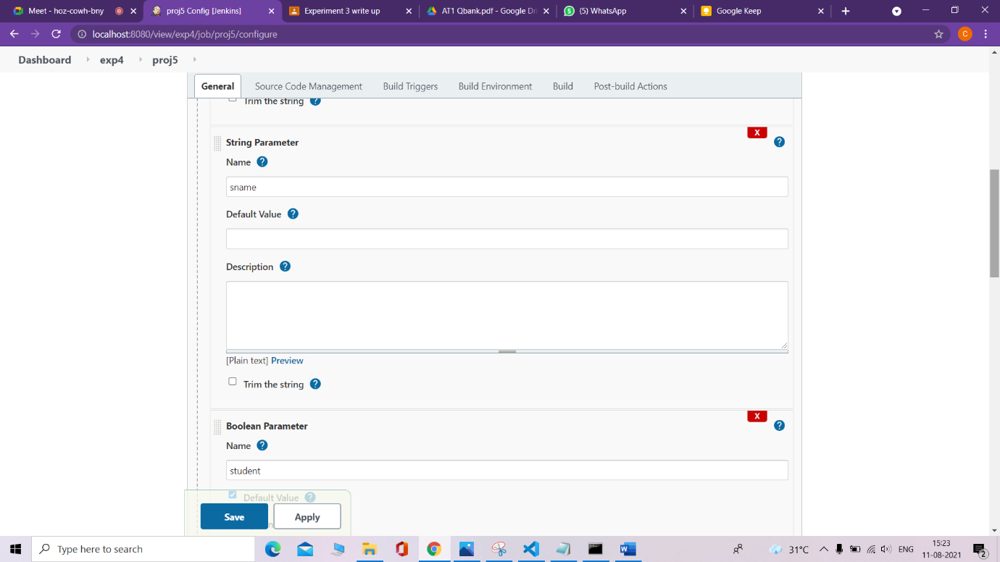 Meet - hoz-cowh-bny
proj5 Config [Jenkins]
Experiment 3 write up
AT1 Qbank.pdf - Google Dri
(5) WhatsApp
Google Keep
localhost:8080/view/exp4/job/proj5/configure
C
Dashboard exp4 proj5
General Source Code Management Build Triggers Build Environment Build Post-build Actions
Trim the string ?
X
String Parameter ?
Name ?
sname
Default Value ?
Description ?
[Plain text] Preview
Trim the string ?
X
Boolean Parameter ?
Name ?
student
Default Value ?
Save Apply
Type here to search
31°C ENG 15:23
11-08-2021
2